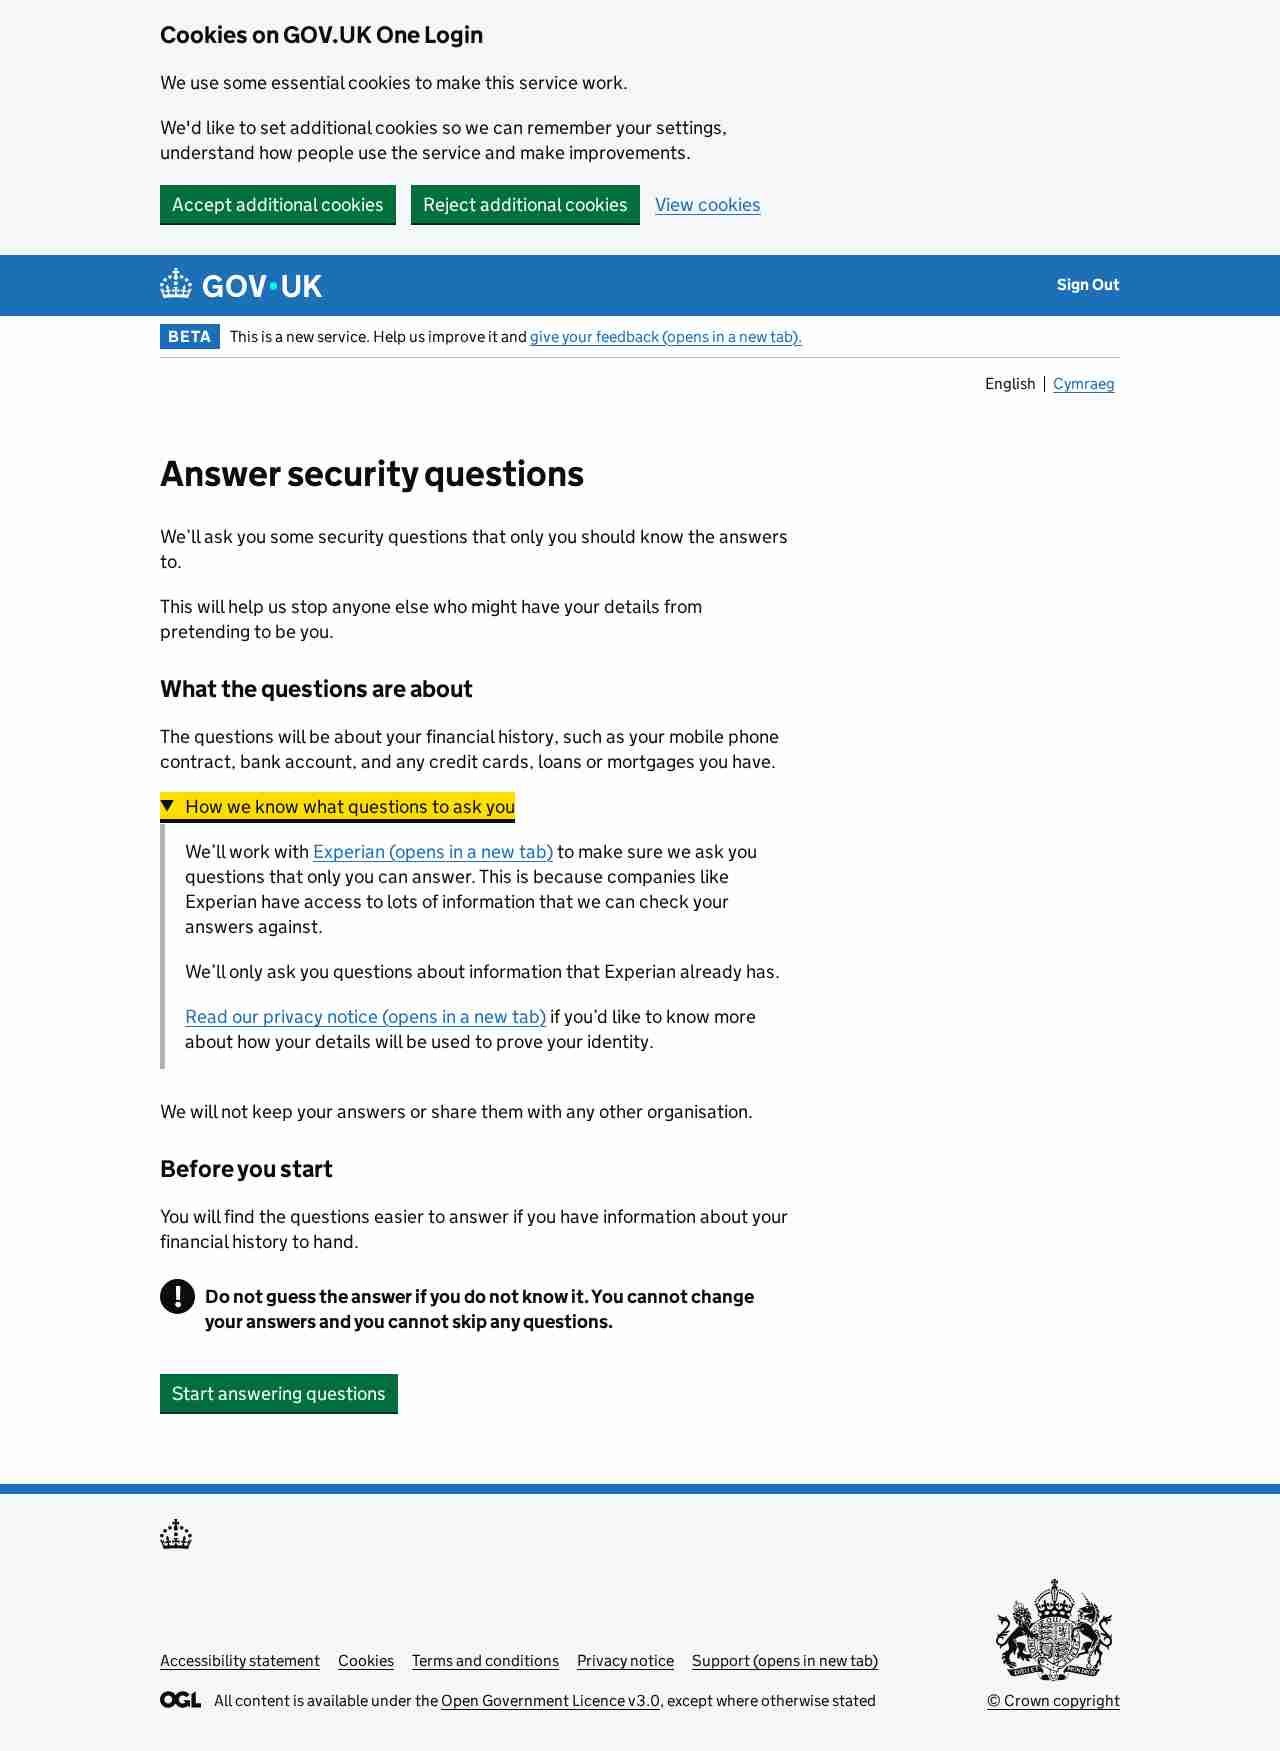 Cookies on GOV.UK One Login
We use some essential cookies to make this service work.
We'd like to set additional cookies so we can remember your settings,
understand how people use the service and make improvements.
Accept additional cookies Reject additional cookies View cookies
GOV·UK Sign Out
BETA This is a new service. Help us improve it and give your feedback (opens in a new tab).
English | Cymraeg
Answer security questions
We’ll ask you some security questions that only you should know the answers
to.
This will help us stop anyone else who might have your details from
pretending to be you.
What the questions are about
The questions will be about your financial history, such as your mobile phone
contract, bank account, and any credit cards, loans or mortgages you have.
How we know what questions to ask you
We’ll work with Experian (opens in a new tab) to make sure we ask you
questions that only you can answer. This is because companies like
Experian have access to lots of information that we can check your
answers against.
We’ll only ask you questions about information that Experian already has.
Read our privacy notice (opens in a new tab) if you’d like to know more
about how your details will be used to prove your identity.
We will not keep your answers or share them with any other organisation.
Before you start
You will find the questions easier to answer if you have information about your
financial history to hand.
Do not guess the answer if you do not know it. You cannot change
your answers and you cannot skip any questions.
Start answering questions
Accessibility statement Cookies Terms and conditions Privacy notice Support (opens in new tab)
OGL All content is available under the Open Government Licence v3.0, except where otherwise stated
© Crown copyright